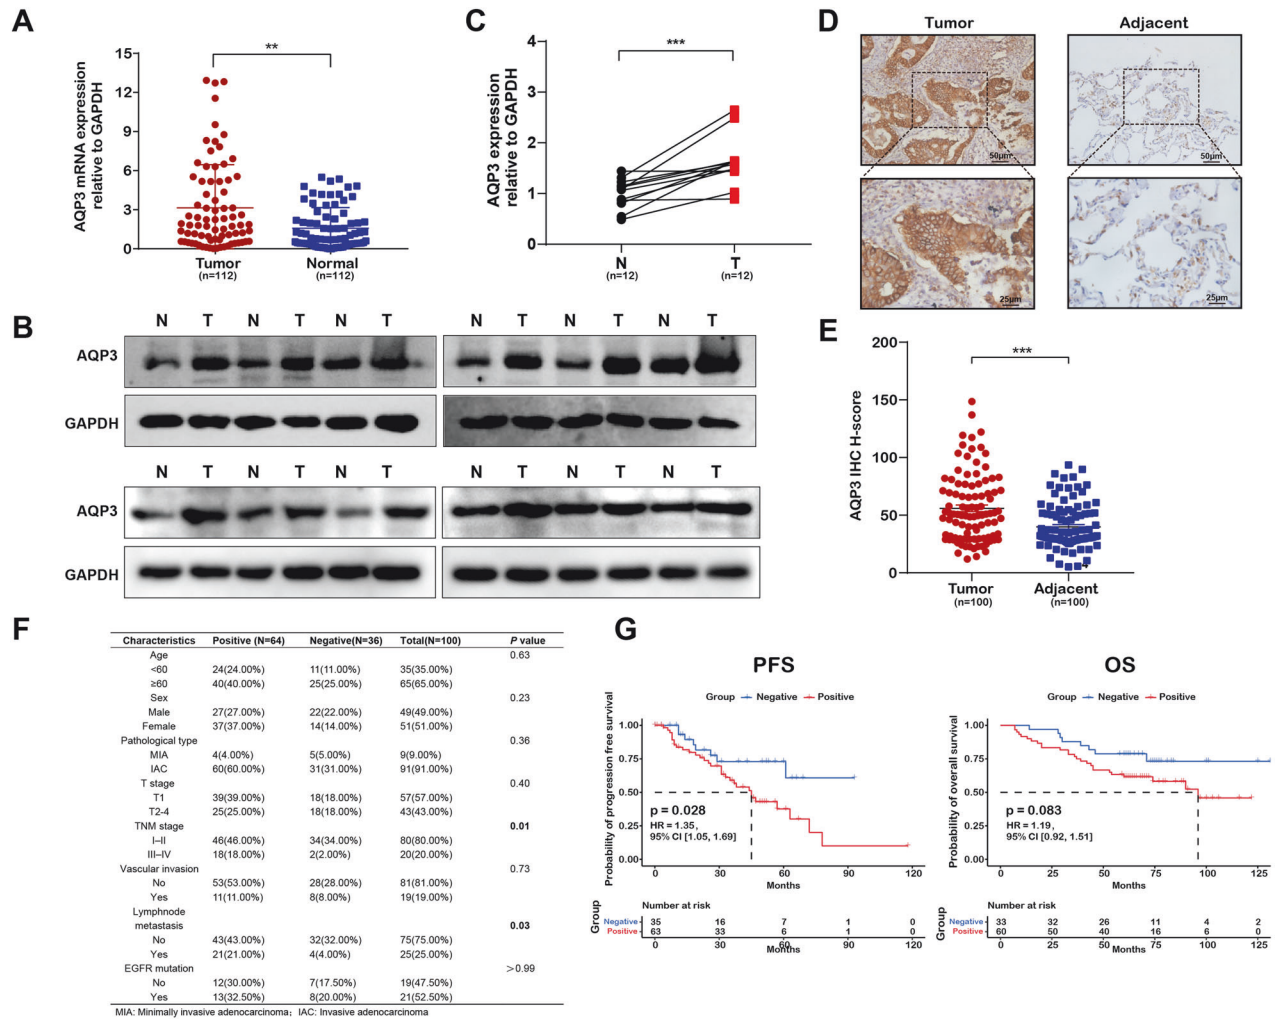 A
AQP3 mRNA expression
relative to GAPDH
15
12
9
6
3
0
**
Tumor
(n=112)
Normal
(n=112)
C
AQP3 expression
relative to GAPDH
4
3
2
1
0
***
N
(n=12)
T
(n=12)
D
Tumor
Adjacent
50μm
50μm
25μm
25μm
B
N T N T N T
N T N T N T
AQP3
GAPDH
N T N T N T
N T N T N T
AQP3
GAPDH
E
AQP3 IHC H-score
200
150
100
50
0
***
Tumor
(n=100)
Adjacent
(n=100)
F
Characteristics Positive (N=64) Negative(N=36) Total(N=100) P value
Age 0.63
<60 24(24.00%) 11(11.00%) 35(35.00%)
≥60 40(40.00%) 25(25.00%) 65(65.00%)
Sex 0.23
Male 27(27.00%) 22(22.00%) 49(49.00%)
Female 37(37.00%) 14(14.00%) 51(51.00%)
Pathological type 0.36
MIA 4(4.00%) 5(5.00%) 9(9.00%)
IAC 60(60.00%) 31(31.00%) 91(91.00%)
T stage 0.40
T1 39(39.00%) 18(18.00%) 57(57.00%)
T2-4 25(25.00%) 18(18.00%) 43(43.00%)
TNM stage 0.01
I–II 46(46.00%) 34(34.00%) 80(80.00%)
III–IV 18(18.00%) 2(2.00%) 20(20.00%)
Vascular invasion 0.73
No 53(53.00%) 28(28.00%) 81(81.00%)
Yes 11(11.00%) 8(8.00%) 19(19.00%)
Lymphnode
metastasis 0.03
No 43(43.00%) 32(32.00%) 75(75.00%)
Yes 21(21.00%) 4(4.00%) 25(25.00%)
EGFR mutation >0.99
No 12(30.00%) 7(17.50%) 19(47.50%)
Yes 13(32.50%) 8(20.00%) 21(52.50%)
MIA: Minimally invasive adenocarcinoma; IAC: Invasive adenocarcinoma
G
PFS
Group Negative Positive
Probability of progression free survival
1.00
0.75
0.50
0.25
0.00
p = 0.028
HR = 1.35,
95% CI [1.05, 1.69]
0 30 60 90 120
Months
Number at risk
Group
Negative 35 16 7 1 0
Positive 63 33 6 1 0
0 30 60 90 120
Months
OS
Group Negative Positive
Probability of overall survival
1.00
0.75
0.50
0.25
0.00
p = 0.083
HR = 1.19,
95% CI [0.92, 1.51]
0 25 50 75 100 125
Months
Number at risk
Group
Negative 33 32 26 11 4 2
Positive 60 50 40 16 6 0
0 25 50 75 100 125
Months